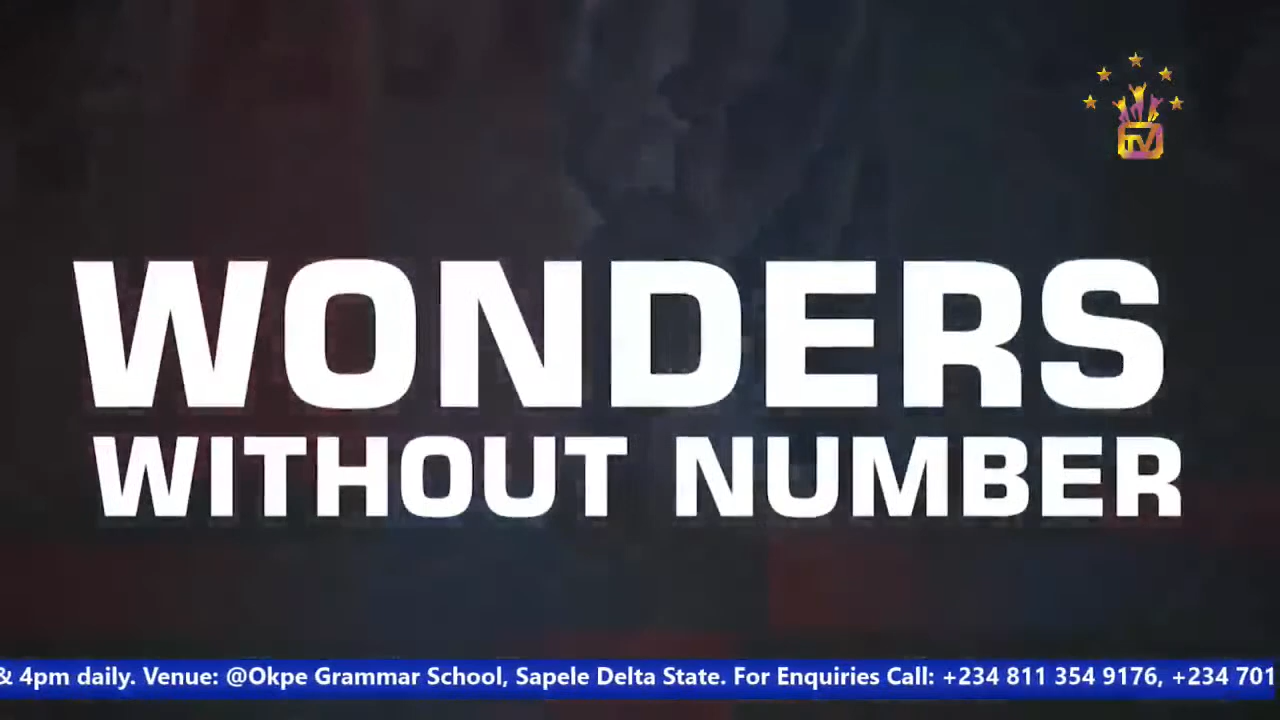 TV
WONDERS
WITHOUT NUMBER
& 4pm daily. Venue: @Okpe Grammar School, Sapele Delta State. For Enquiries Call: +234 811 354 9176, +234 701